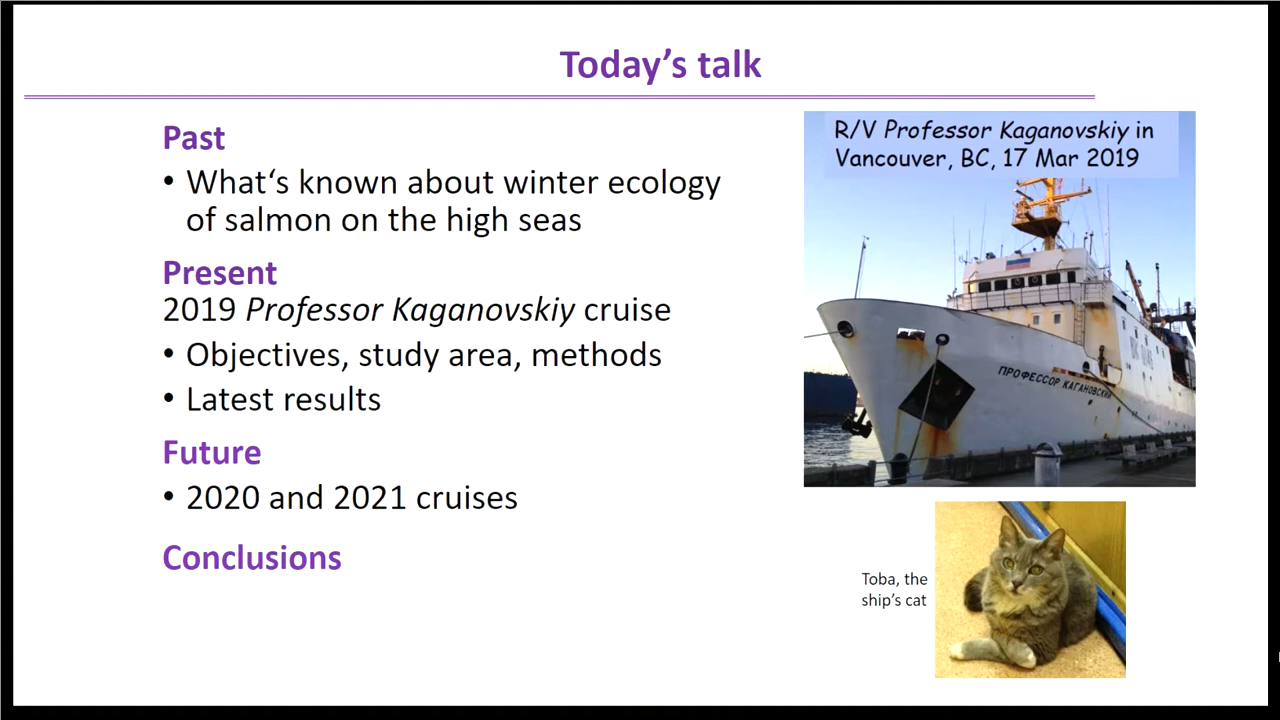 Today’s talk
Past
• What‘s known about winter ecology
of salmon on the high seas
Present
2019 Professor Kaganovskiy cruise
• Objectives, study area, methods
• Latest results
Future
• 2020 and 2021 cruises
Conclusions
R/V Professor Kaganovskiy in
Vancouver, BC, 17 Mar 2019
ПРОФЕССОР КАГАНОВСКИЙ
Toba, the
ship’s cat